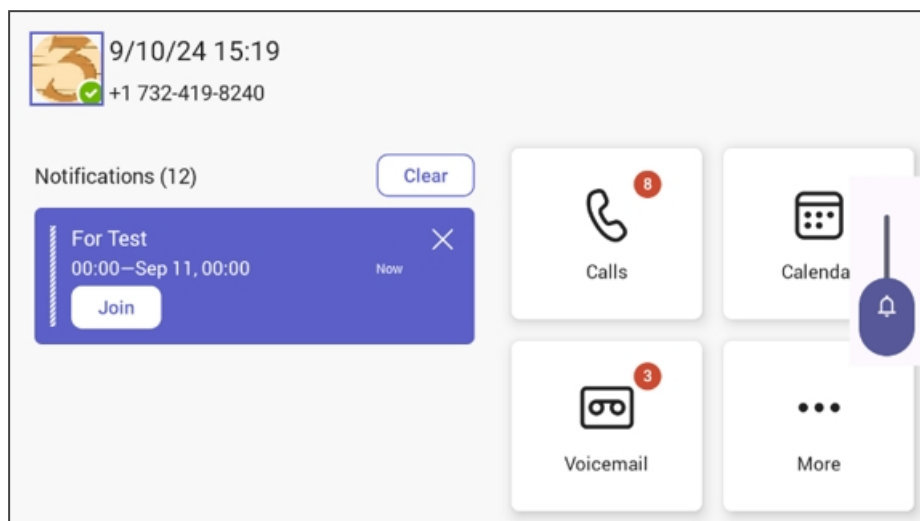 3
9/10/24 15:19
+1 732-419-8240
Notifications (12)
Clear
For Test
00:00—Sep 11, 00:00
Now
Join
8
Calls
Calenda
3
Voicemail
More